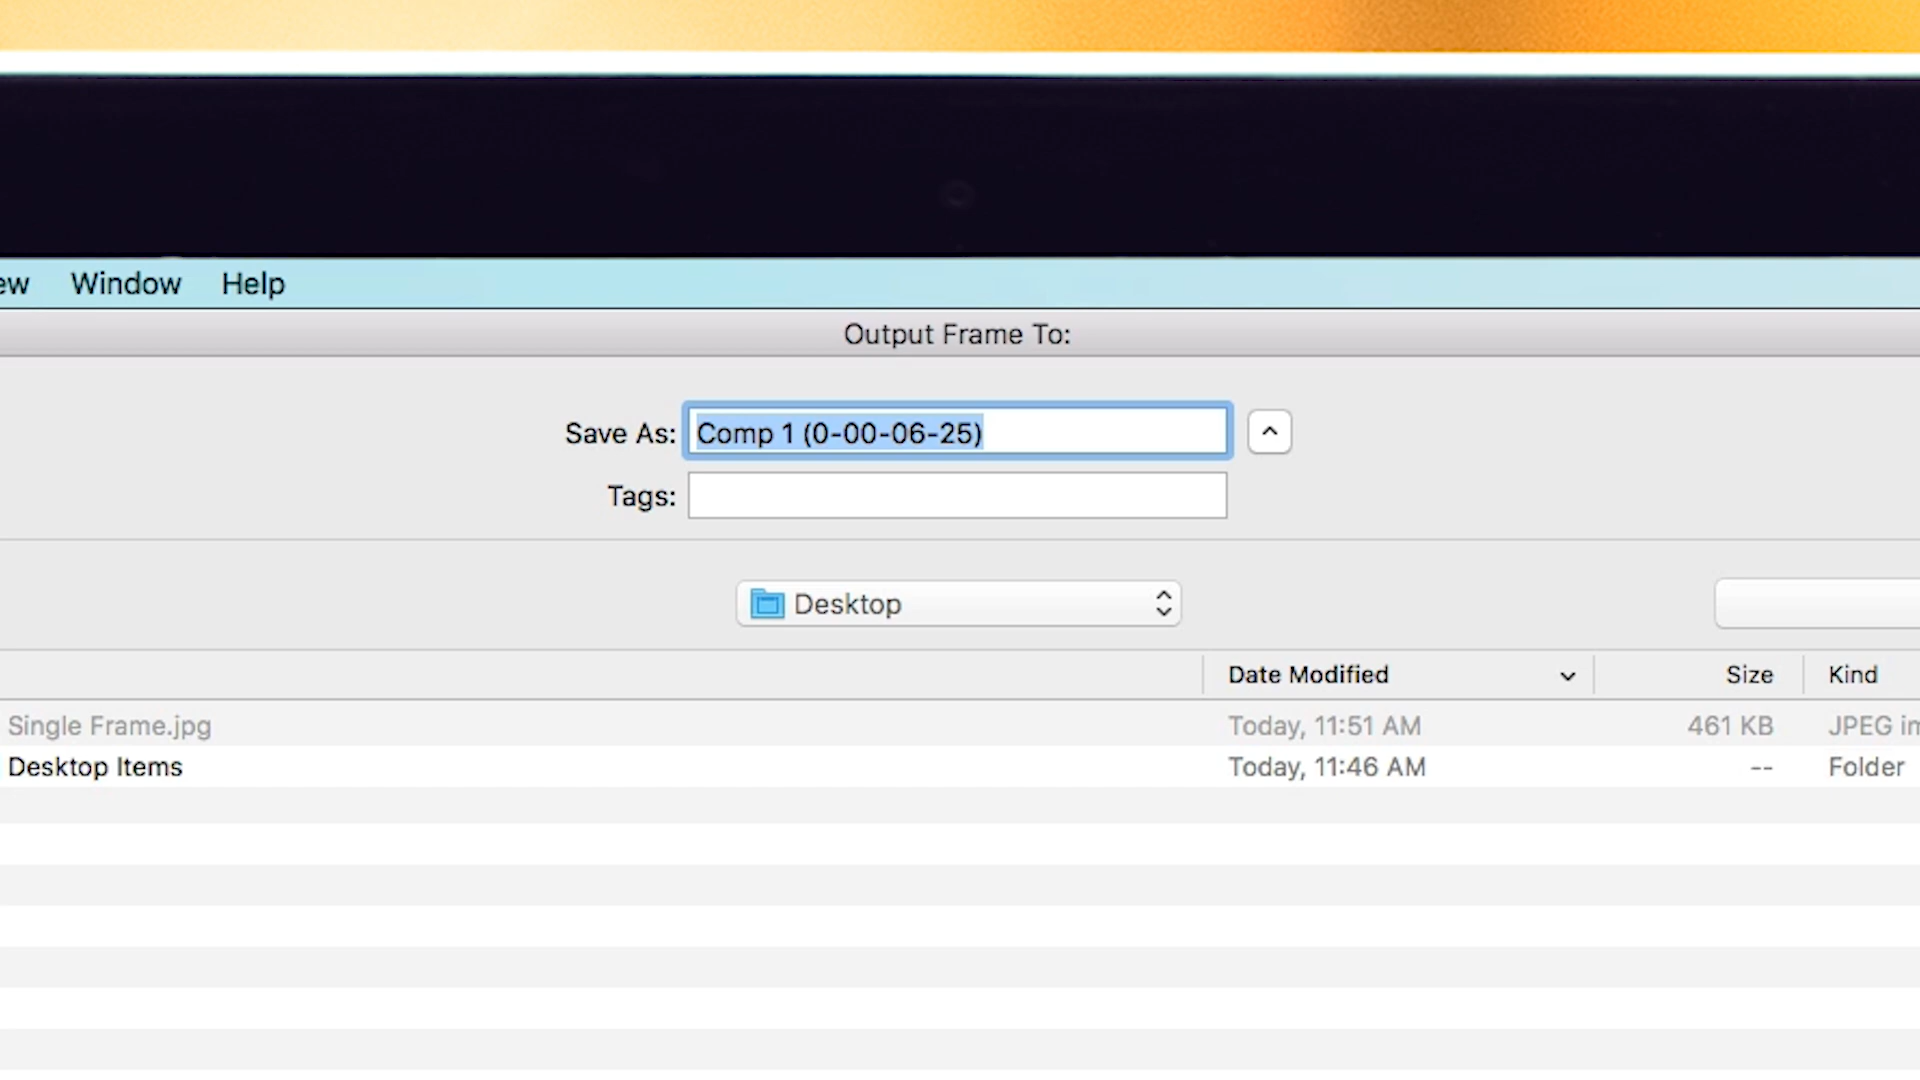 ew Window Help
Output Frame To:
Save As: Comp 1 (0-00-06-25)
Tags:
Desktop
Date Modified Size Kind
Single Frame.jpg Today, 11:51 AM 461 KB JPEG im
Desktop Items Today, 11:46 AM -- Folder